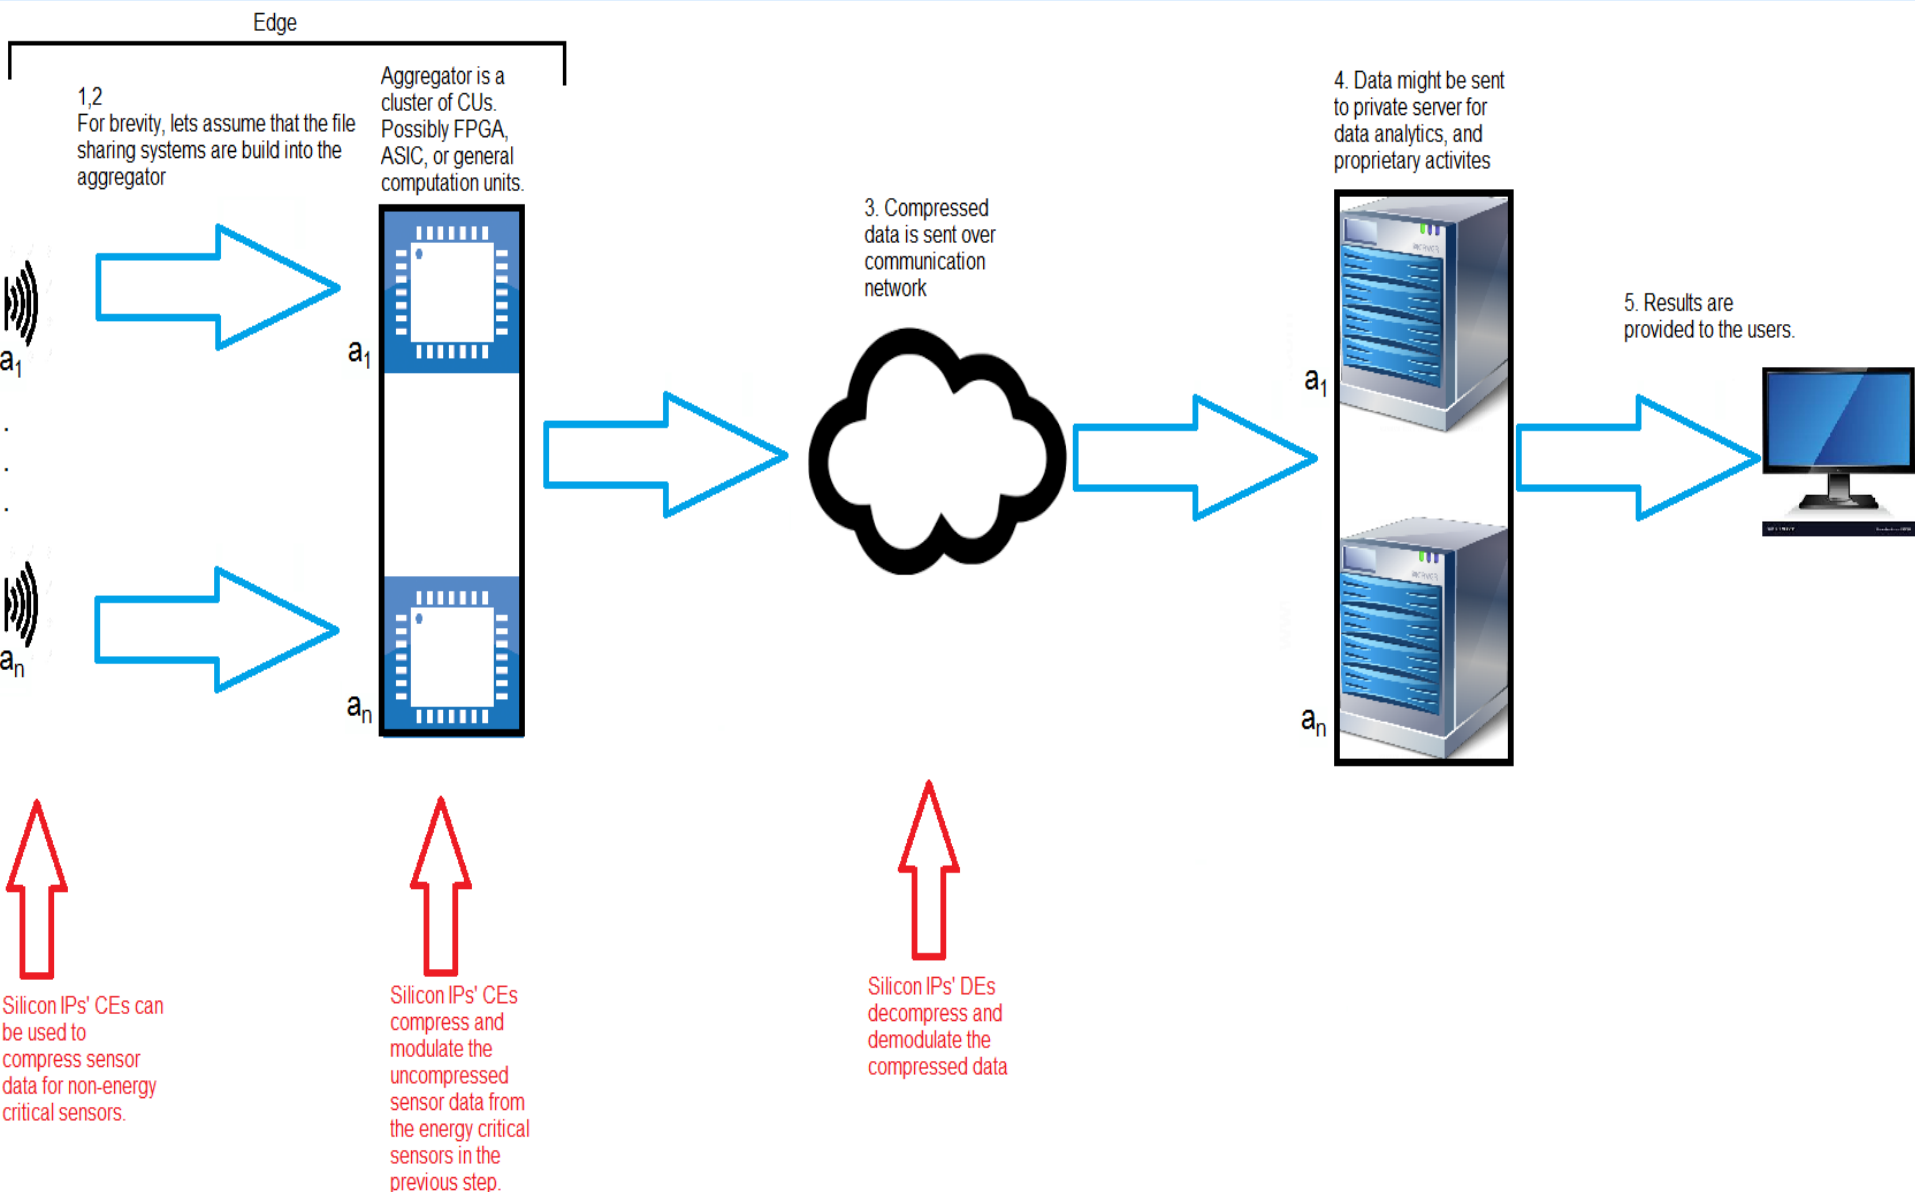 Edge
1,2
For brevity, lets assume that the file
sharing systems are build into the
aggregator
Aggregator is a
cluster of CUs.
Possibly FPGA,
ASIC, or general
computation units.
3. Compressed
data is sent over
communication
network
4. Data might be sent
to private server for
data analytics, and
proprietary activites
5. Results are
provided to the users.
a1
.
.
.
an
a1
an
a1
an
Silicon IPs' CEs can
be used to
compress sensor
data for non-energy
critical sensors.
Silicon IPs' CEs
compress and
modulate the
uncompressed
sensor data from
the energy critical
sensors in the
previous step.
Silicon IPs' DEs
decompress and
demodulate the
compressed data